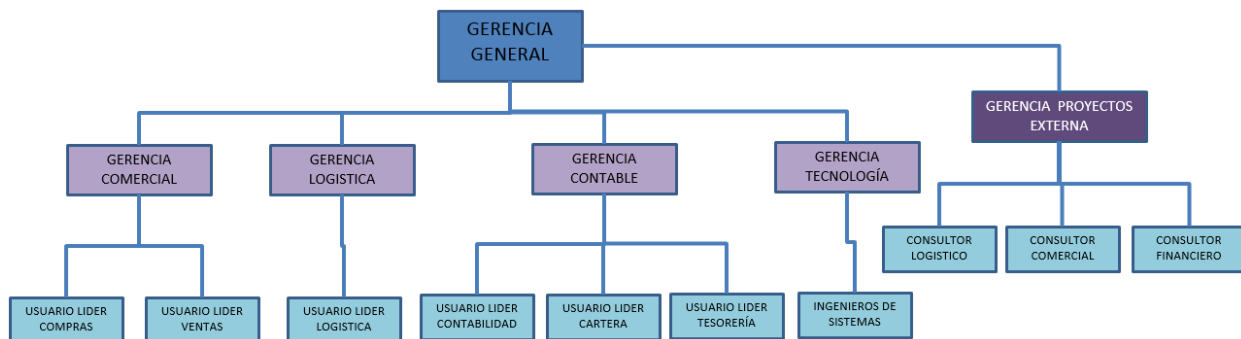 GERENCIA
GENERAL
GERENCIA PROYECTOS
EXTERNA
GERENCIA
COMERCIAL
GERENCIA
LOGISTICA
GERENCIA
CONTABLE
GERENCIA
TECNOLOGÍA
CONSULTOR
LOGISTICO
CONSULTOR
COMERCIAL
CONSULTOR
FINANCIERO
USUARIO LIDER
COMPRAS
USUARIO LIDER
VENTAS
USUARIO LIDER
LOGISTICA
USUARIO LIDER
CONTABILIDAD
USUARIO LIDER
CARTERA
USUARIO LIDER
TESORERÍA
INGENIEROS DE
SISTEMAS